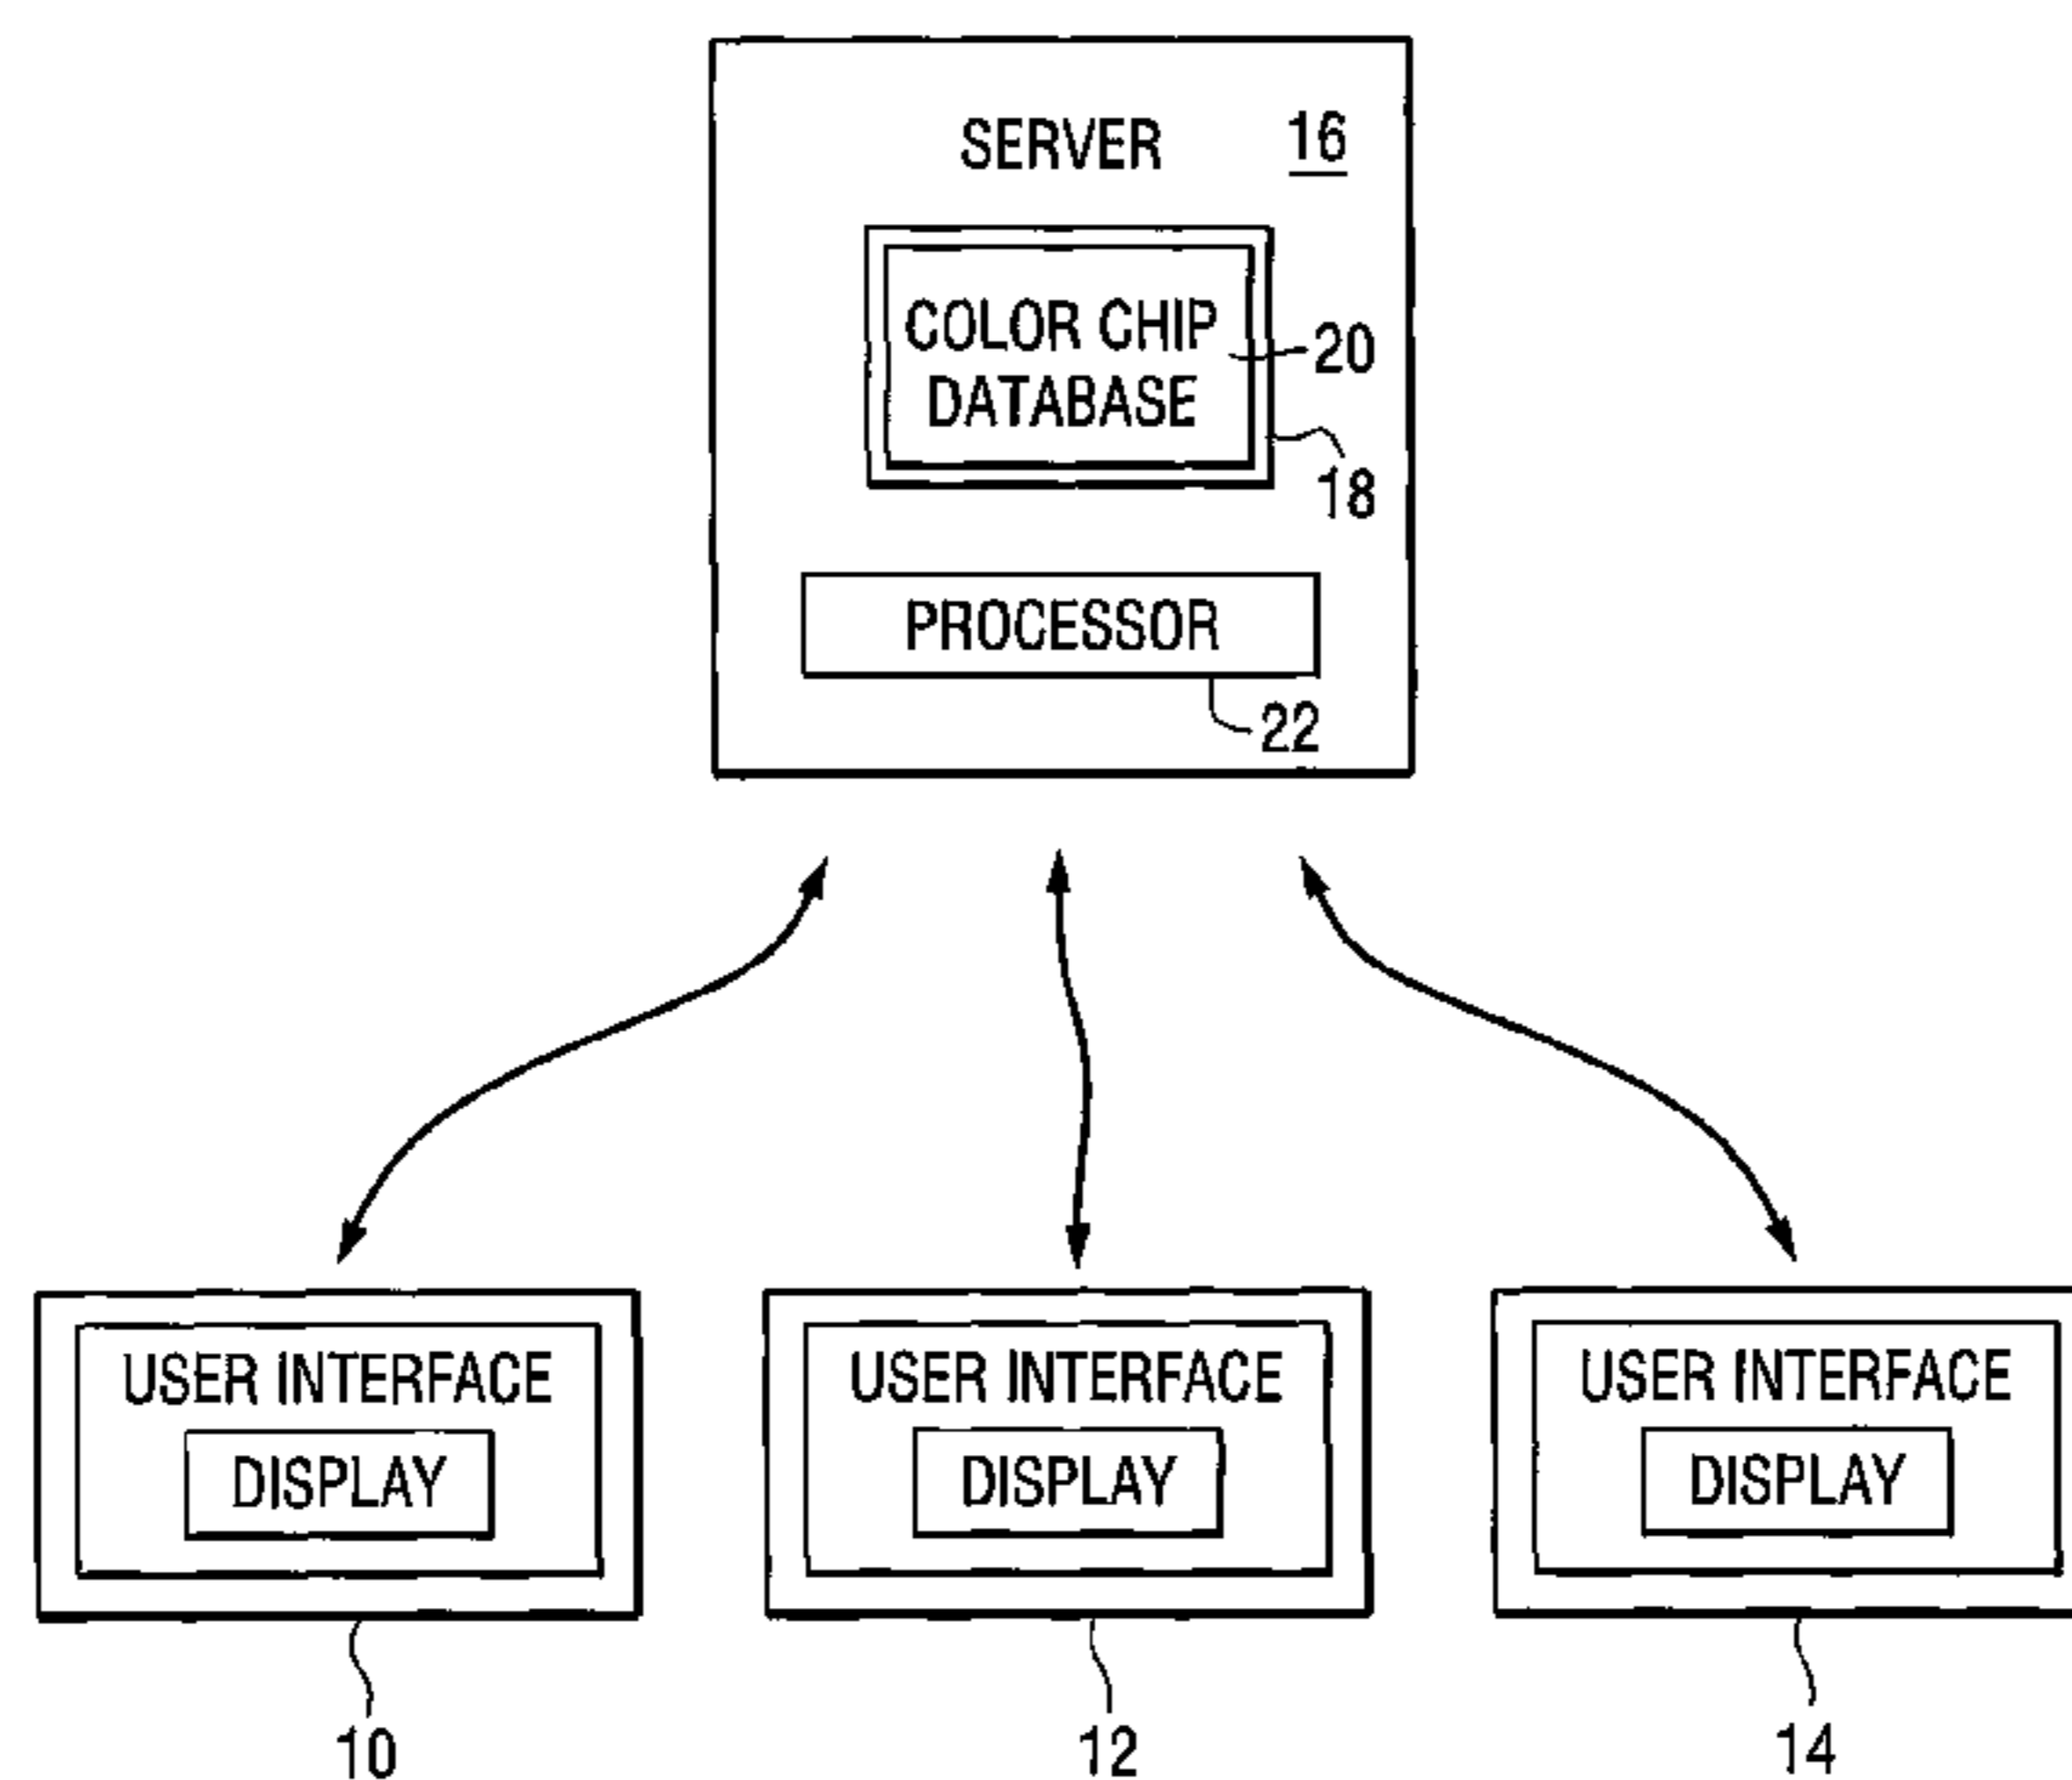 SERVER 16
COLOR CHIP
DATABASE
20
18
PROCESSOR
22
USER INTERFACE
DISPLAY
10
USER INTERFACE
DISPLAY
12
USER INTERFACE
DISPLAY
14